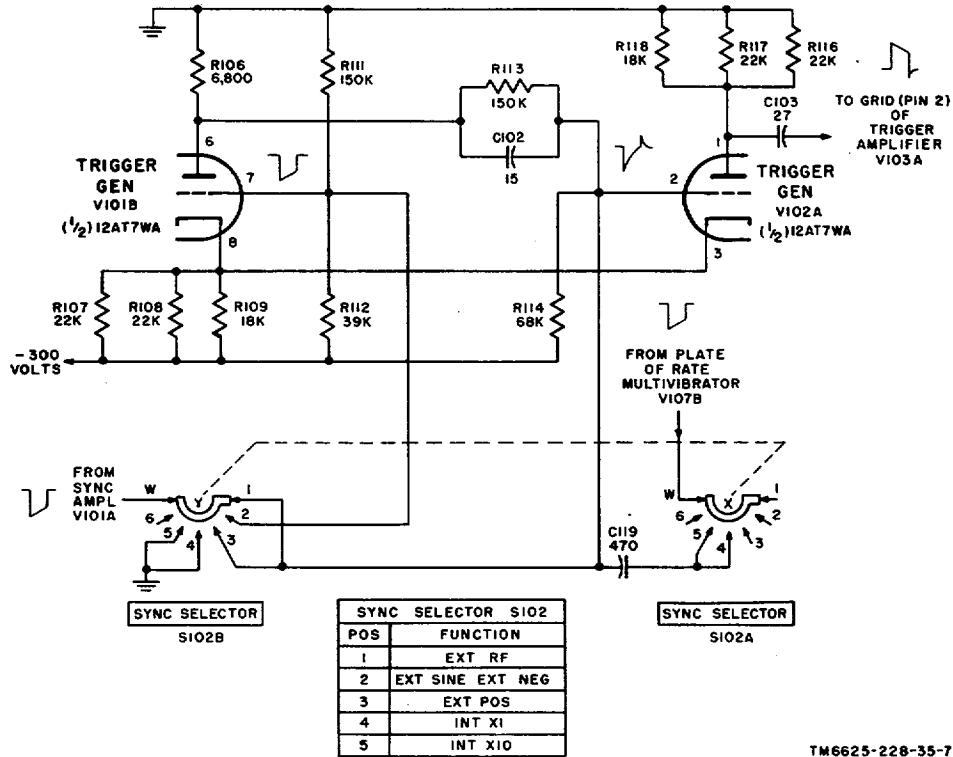 R106
6,800
R111
150K
R113
150K
C102
15
R118
18K
R117
22K
R116
22K
C103
27
TO GRID (PIN 2)
OF
TRIGGER
AMPLIFIER
V103A
6
7
8
TRIGGER
GEN
V101B
(1/2) 12AT7WA
1
2
3
TRIGGER
GEN
V102A
(1/2) 12AT7WA
R107
22K
R108
22K
R109
18K
R112
39K
R114
68K
-300
VOLTS
FROM PLATE
OF RATE
MULTIVIBRATOR
V107B
FROM
SYNC
AMPL
V101A
W
Y
1
2
3
4
5
6
C119
470
W
X
1
2
3
4
5
6
SYNC SELECTOR
S102B
SYNC SELECTOR
S102A
SYNC SELECTOR S102
POS FUNCTION
1 EXT RF
2 EXT SINE EXT NEG
3 EXT POS
4 INT X1
5 INT X10
TM6625-228-35-7